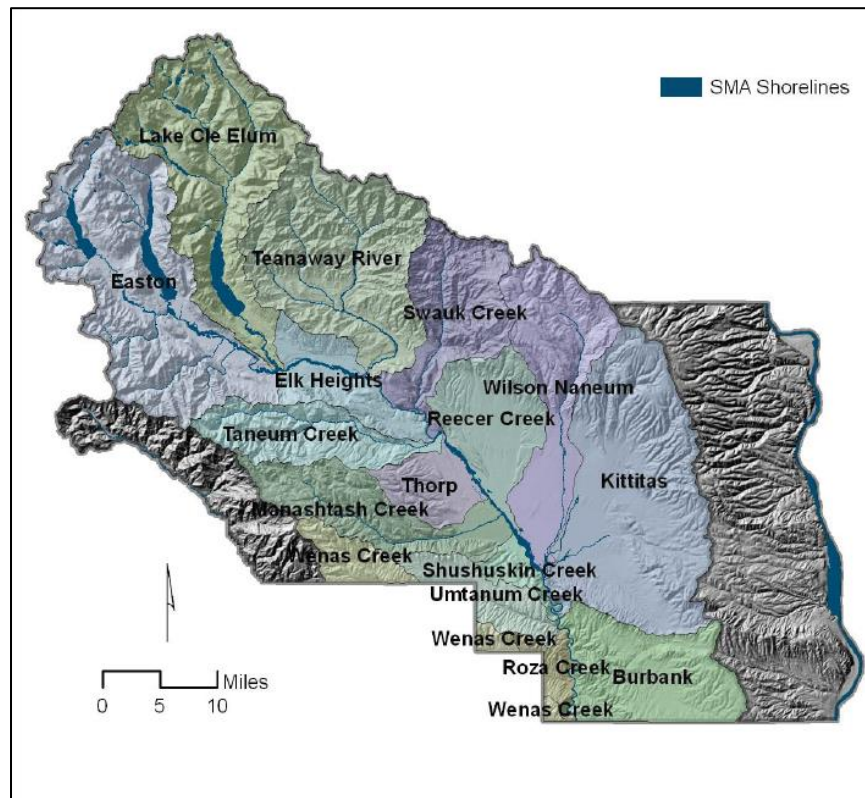 SMA Shorelines
Lake Cle Elum
Teanaway River
Easton
Swauk Creek
Elk Heights
Wilson Naneum
Reecer Creek
Taneum Creek
Thorp
Kittitas
Manashtash Creek
Wenas Creek
Shushuskin Creek
Umtanum Creek
Wenas Creek
Roza Creek
Burbank
Wenas Creek
Miles
0 5 10